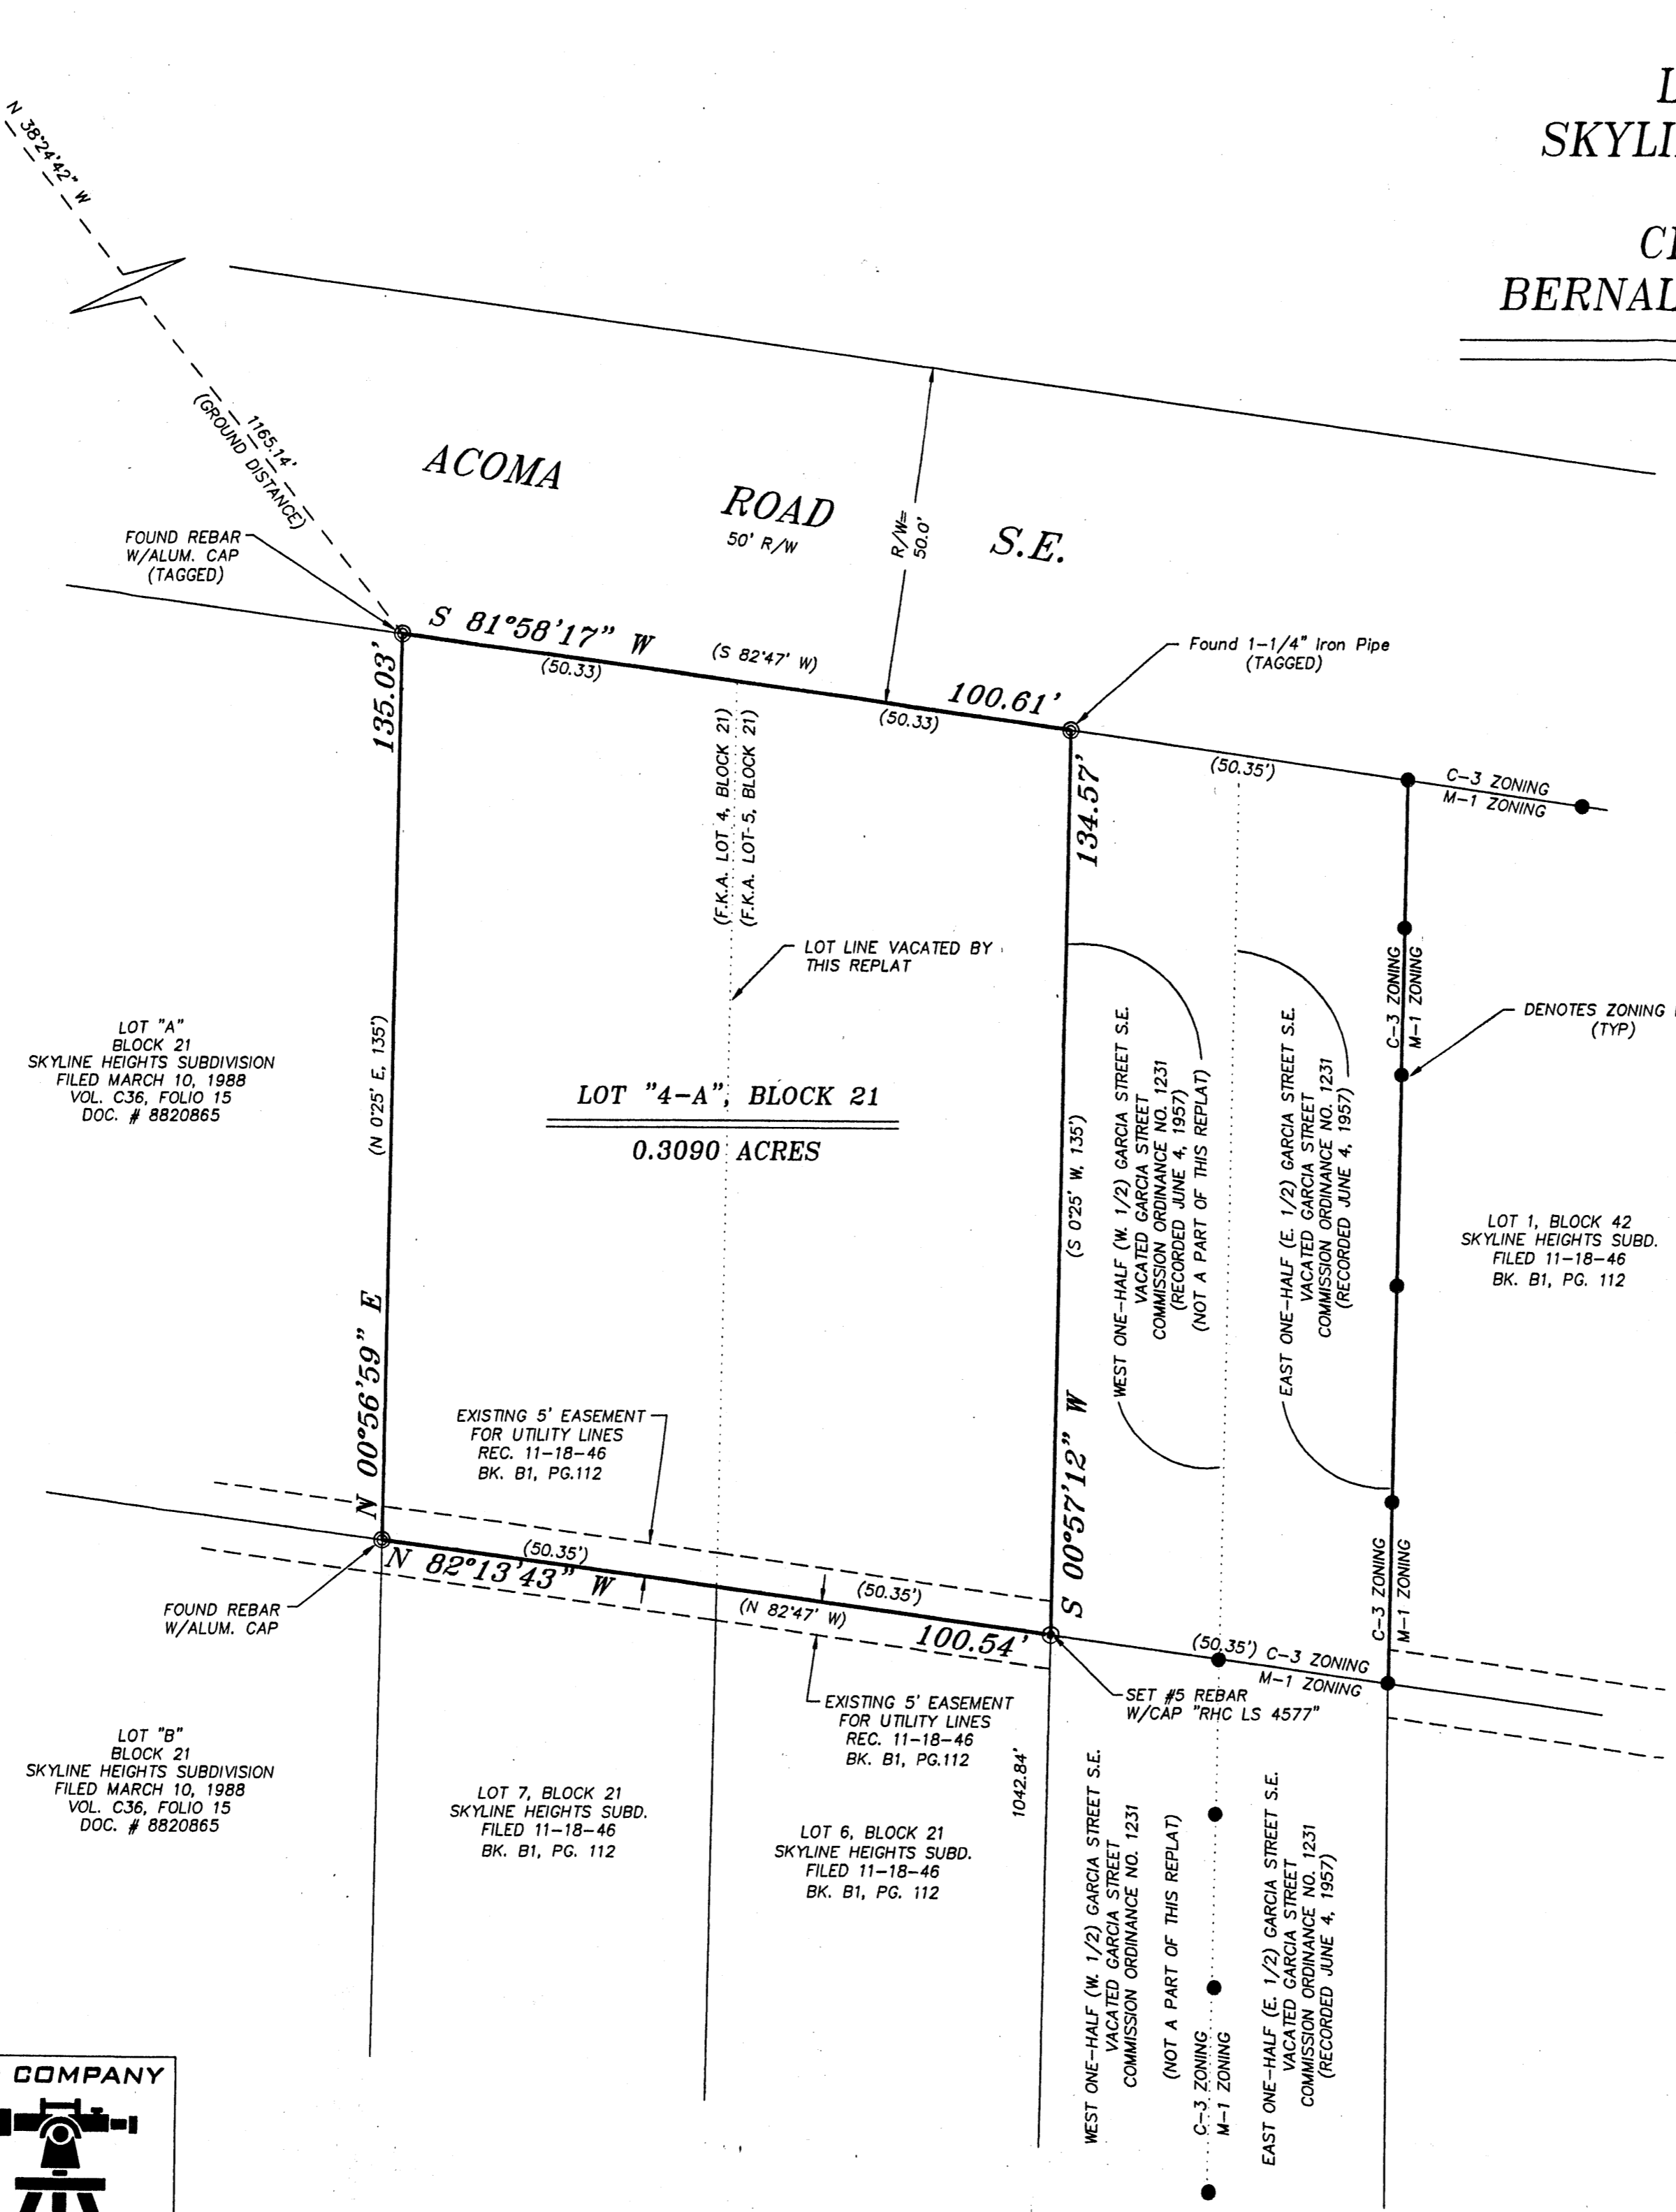 L
SKYLI
CI
BERNAL
N 38°24'42" W
1165.14'
(GROUND DISTANCE)
ACOMA
ROAD
S.E.
50' R/W
R/W=
50.0'
FOUND REBAR
W/ALUM. CAP
(TAGGED)
S 81°58'17" W
(S 82°47' W)
(50.33)
100.61'
(50.33)
Found 1-1/4" Iron Pipe
(TAGGED)
(50.35')
C-3 ZONING
M-1 ZONING
135.03'
(N 0°25' E, 135')
N 00°56'59" E
(F.K.A. LOT 4, BLOCK 21)
(F.K.A. LOT 5, BLOCK 21)
134.57'
(S 0°25' W, 135')
S 00°57'12" W
LOT LINE VACATED BY
THIS REPLAT
C-3 ZONING
M-1 ZONING
DENOTES ZONING
(TYP)
LOT "A"
BLOCK 21
SKYLINE HEIGHTS SUBDIVISION
FILED MARCH 10, 1988
VOL. C36, FOLIO 15
DOC. # 8820865
LOT "4-A", BLOCK 21
0.3090 ACRES
WEST ONE-HALF (W. 1/2) GARCIA STREET S.E.
VACATED GARCIA STREET
COMMISSION ORDINANCE NO. 1231
(RECORDED JUNE 4, 1957)
(NOT A PART OF THIS REPLAT)
EAST ONE-HALF (E. 1/2) GARCIA STREET S.E.
VACATED GARCIA STREET
COMMISSION ORDINANCE NO. 1231
(RECORDED JUNE 4, 1957)
LOT 1, BLOCK 42
SKYLINE HEIGHTS SUBD.
FILED 11-18-46
BK. B1, PG. 112
EXISTING 5' EASEMENT
FOR UTILITY LINES
REC. 11-18-46
BK. B1, PG.112
(50.35')
N 82°13'43" W
(50.35')
(N 82°47' W)
100.54'
FOUND REBAR
W/ALUM. CAP
C-3 ZONING
M-1 ZONING
(50.35')
C-3 ZONING
M-1 ZONING
SET #5 REBAR
W/CAP "RHC LS 4577"
EXISTING 5' EASEMENT
FOR UTILITY LINES
REC. 11-18-46
BK. B1, PG.112
1042.84'
LOT "B"
BLOCK 21
SKYLINE HEIGHTS SUBDIVISION
FILED MARCH 10, 1988
VOL. C36, FOLIO 15
DOC. # 8820865
LOT 7, BLOCK 21
SKYLINE HEIGHTS SUBD.
FILED 11-18-46
BK. B1, PG. 112
LOT 6, BLOCK 21
SKYLINE HEIGHTS SUBD.
FILED 11-18-46
BK. B1, PG. 112
WEST ONE-HALF (W. 1/2) GARCIA STREET S.E.
VACATED GARCIA STREET
COMMISSION ORDINANCE NO. 1231
(NOT A PART OF THIS REPLAT)
C-3 ZONING
M-1 ZONING
EAST ONE-HALF (E. 1/2) GARCIA STREET S.E.
VACATED GARCIA STREET
COMMISSION ORDINANCE NO. 1231
(RECORDED JUNE 4, 1957)
COMPANY